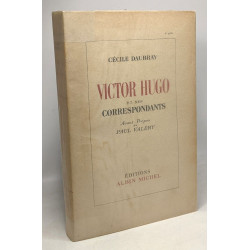 CÉCILE DAUBRAY
VICTOR HUGO
ET SES
CORRESPONDANTS
Avant-Propos
de
PAUL VALÉRY
ÉDITIONS
ALBIN MICHEL